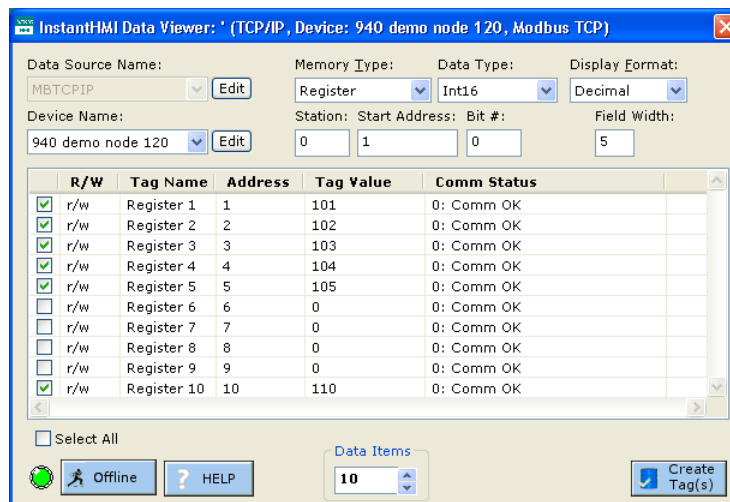 InstantHMI Data Viewer: ' (TCP/IP, Device: 940 demo node 120, Modbus TCP)
Data Source Name: Memory Type: Data Type: Display Format:
MBTCPIP Edit Register Int16 Decimal
Device Name: Station: Start Address: Bit #: Field Width:
940 demo node 120 Edit 0 1 0 5
R/W Tag Name Address Tag Value Comm Status
r/w Register 1 1 101 0: Comm OK
r/w Register 2 2 102 0: Comm OK
r/w Register 3 3 103 0: Comm OK
r/w Register 4 4 104 0: Comm OK
r/w Register 5 5 105 0: Comm OK
r/w Register 6 6 0 0: Comm OK
r/w Register 7 7 0 0: Comm OK
r/w Register 8 8 0 0: Comm OK
r/w Register 9 9 0 0: Comm OK
r/w Register 10 10 110 0: Comm OK
Select All
Data Items
Offline ? HELP 10 Create
Tag(s)